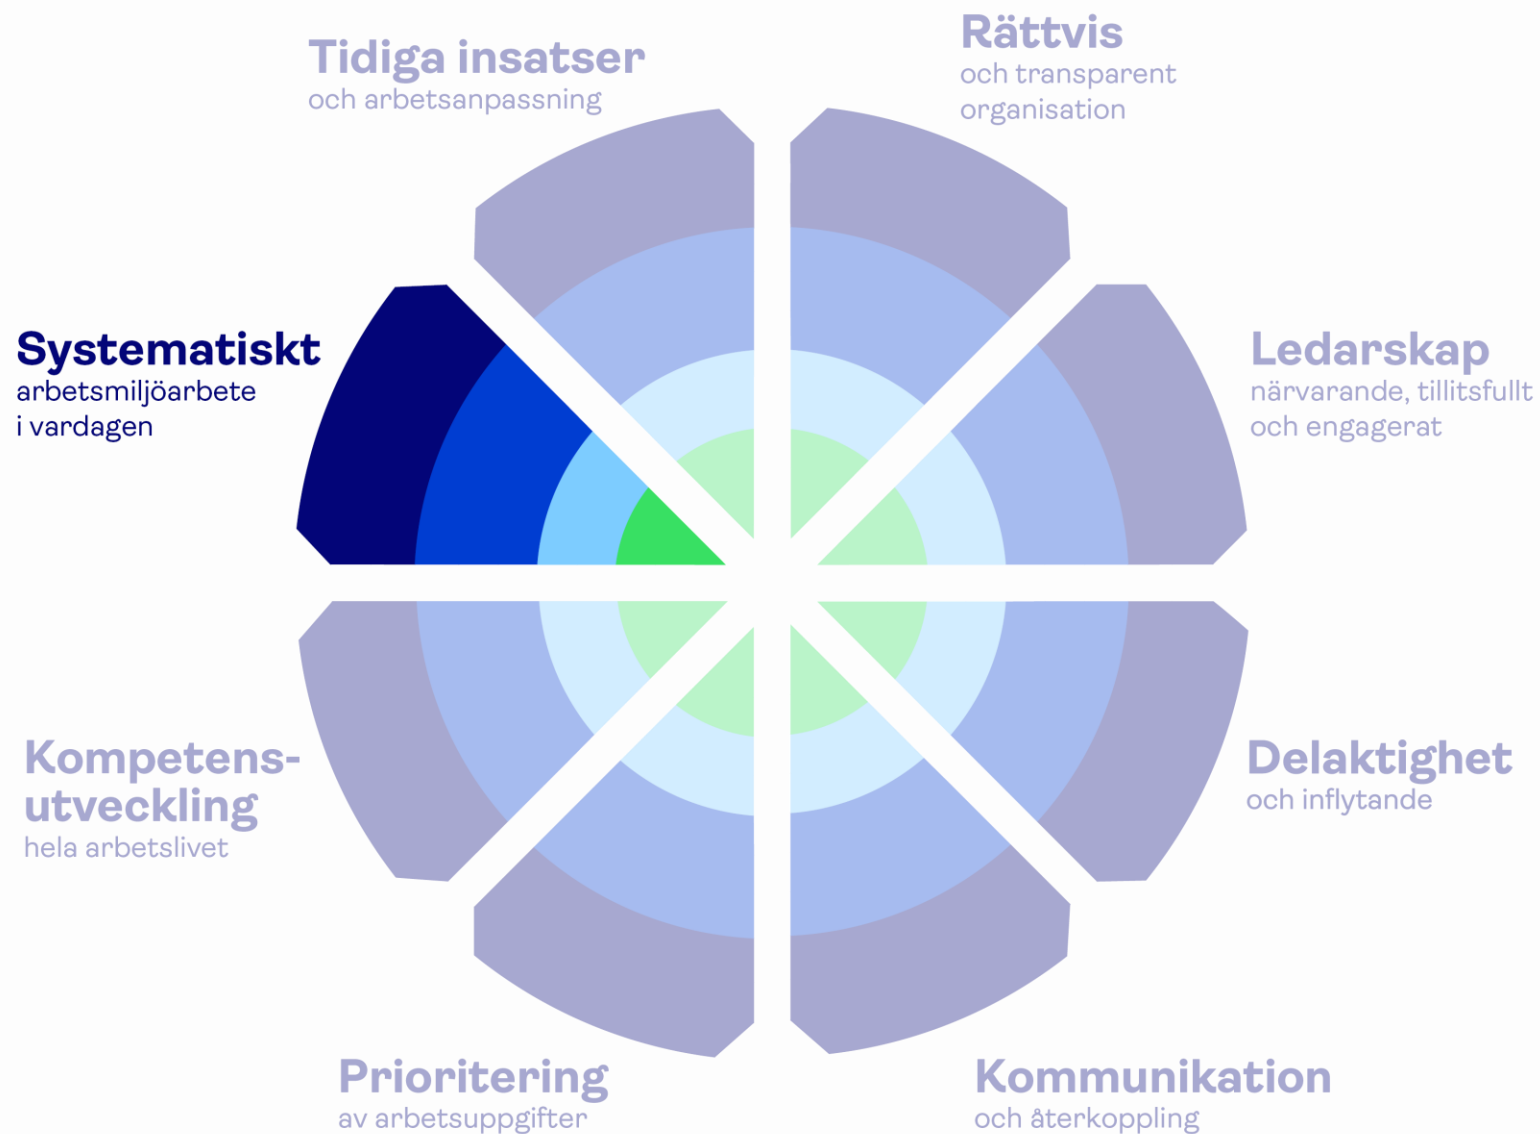 Tidiga insatser
och arbetsanpassning
Rättvis
och transparent
organisation
Systematiskt
arbetsmiljöarbete
i vardagen
Ledarskap
närvarande, tillitsfullt
och engagerat
Kompetens-
utveckling
hela arbetslivet
Delaktighet
och inflytande
Prioritering
av arbetsuppgifter
Kommunikation
och återkoppling